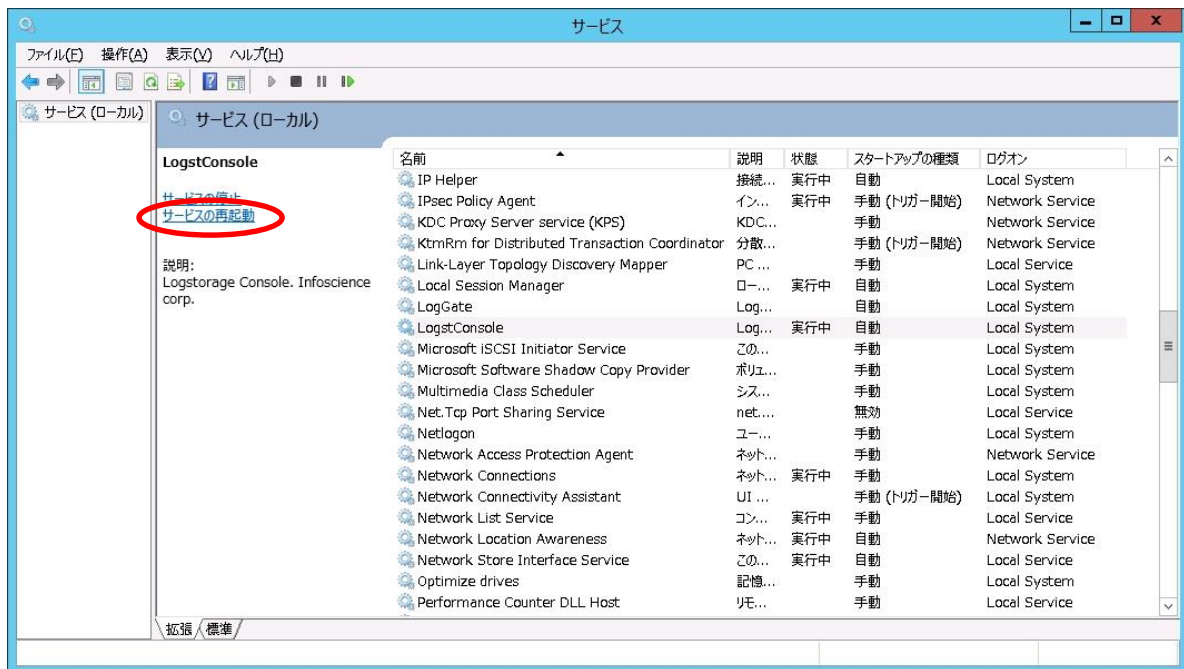 サービス
ファイル(F) 操作(A) 表示(V) ヘルプ(H)
サービス (ローカル)
サービス (ローカル)
LogstConsole
サービスの停止
サービスの再起動
説明:
Logstorage Console. Infoscience
corp.
名前 説明 状態 スタートアップの種類 ログオン
IP Helper 接続... 実行中 自動 Local System
IPsec Policy Agent イン... 実行中 手動 (トリガー開始) Network Service
KDC Proxy Server service (KPS) KDC... 手動 Network Service
KtmRm for Distributed Transaction Coordinator 分散... 手動 (トリガー開始) Network Service
Link-Layer Topology Discovery Mapper PC ... 手動 Local Service
Local Session Manager ロー... 実行中 自動 Local System
LogGate Log... 自動 Local System
LogstConsole Log... 実行中 自動 Local System
Microsoft iSCSI Initiator Service この... 手動 Local System
Microsoft Software Shadow Copy Provider ボリュ... 手動 Local System
Multimedia Class Scheduler シス... 手動 Local System
Net.Tcp Port Sharing Service net.... 無効 Local Service
Netlogon ユー... 手動 Local System
Network Access Protection Agent ネット... 手動 Network Service
Network Connections ネット... 実行中 手動 Local System
Network Connectivity Assistant UI ... 手動 (トリガー開始) Local System
Network List Service コン... 実行中 手動 Local Service
Network Location Awareness ネット... 実行中 自動 Network Service
Network Store Interface Service この... 実行中 自動 Local Service
Optimize drives 記憶... 手動 Local System
Performance Counter DLL Host リモ... 手動 Local Service
拡張 標準